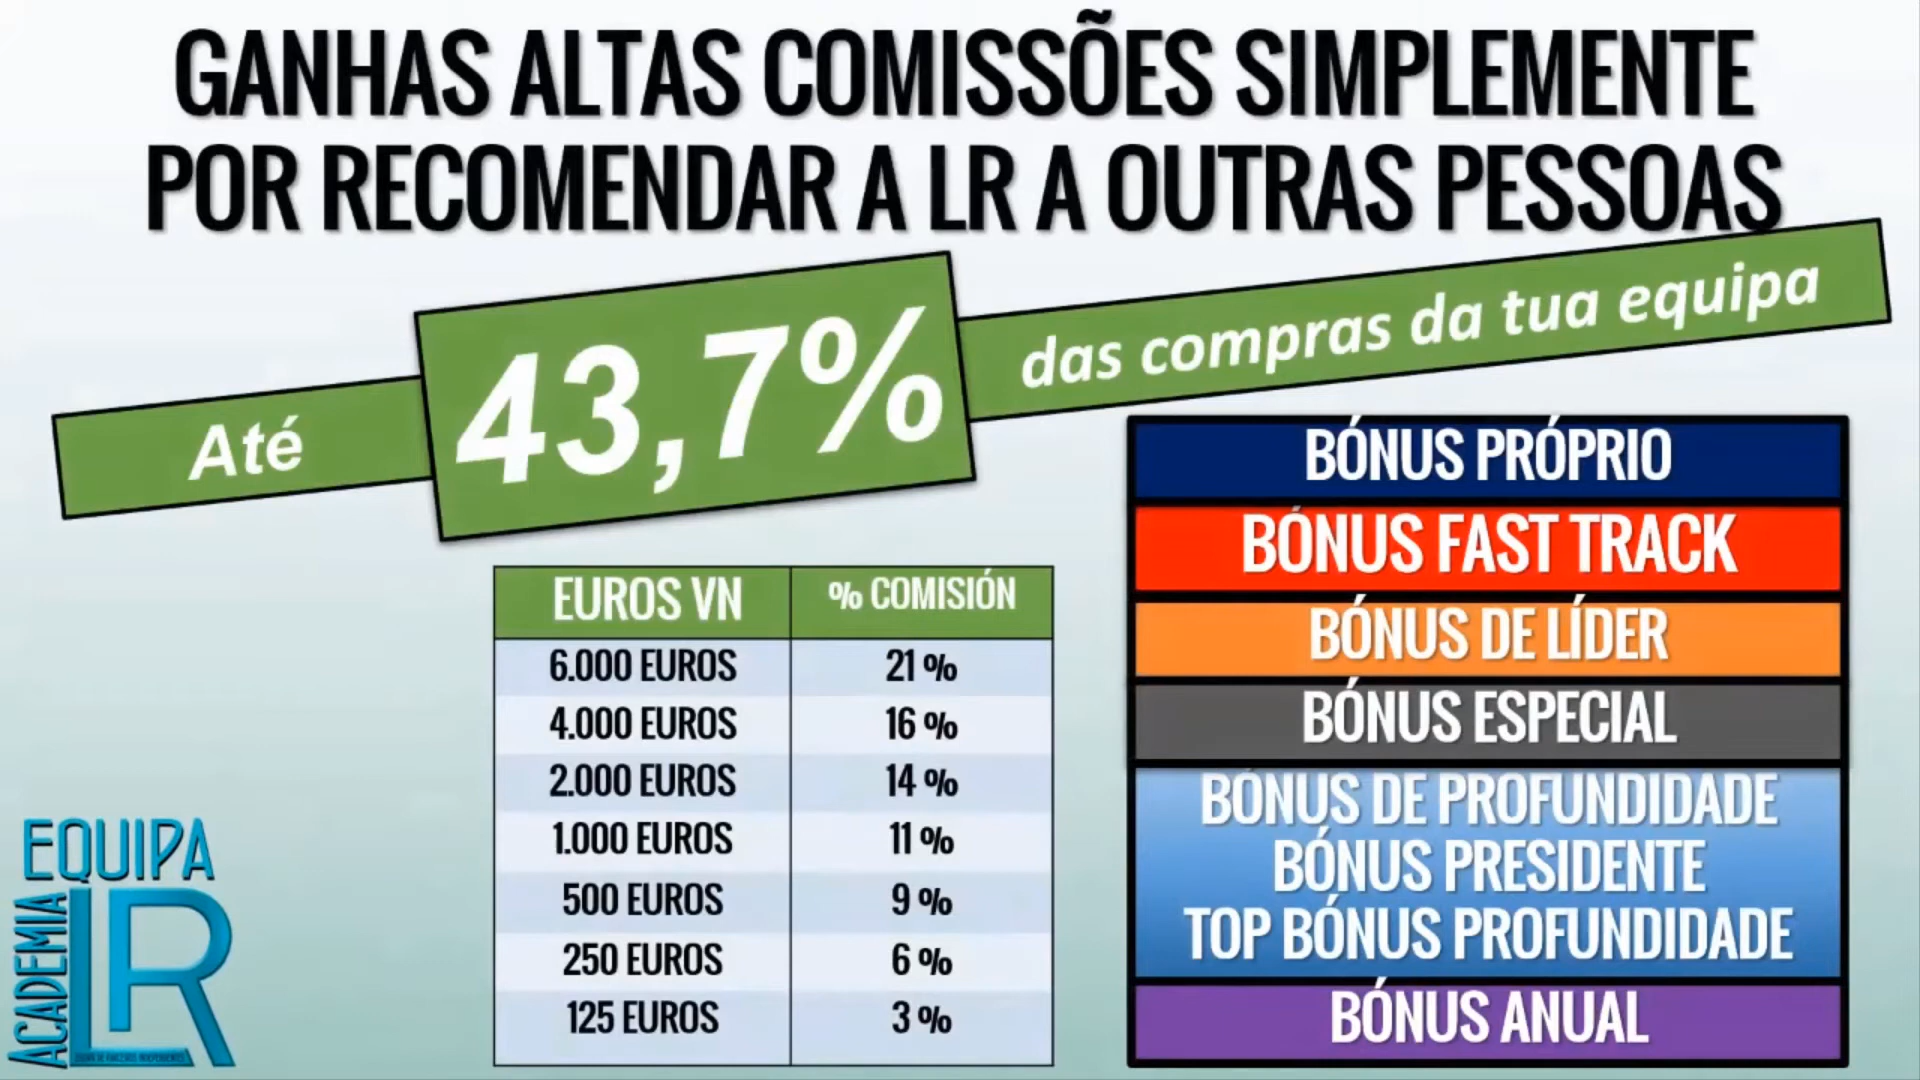 GANHAS ALTAS COMISSÕES SIMPLEMENTE
POR RECOMENDAR A LR A OUTRAS PESSOAS
Até 43,7% das compras da tua equipa
EUROS VN % COMISIÓN
6.000 EUROS 21 %
4.000 EUROS 16 %
2.000 EUROS 14 %
1.000 EUROS 11 %
500 EUROS 9 %
250 EUROS 6 %
125 EUROS 3 %
BÓNUS PRÓPRIO
BÓNUS FAST TRACK
BÓNUS DE LÍDER
BÓNUS ESPECIAL
BÓNUS DE PROFUNDIDADE
BÓNUS PRESIDENTE
TOP BÓNUS PROFUNDIDADE
BÓNUS ANUAL
EQUIPA
ACADEMIA
LR